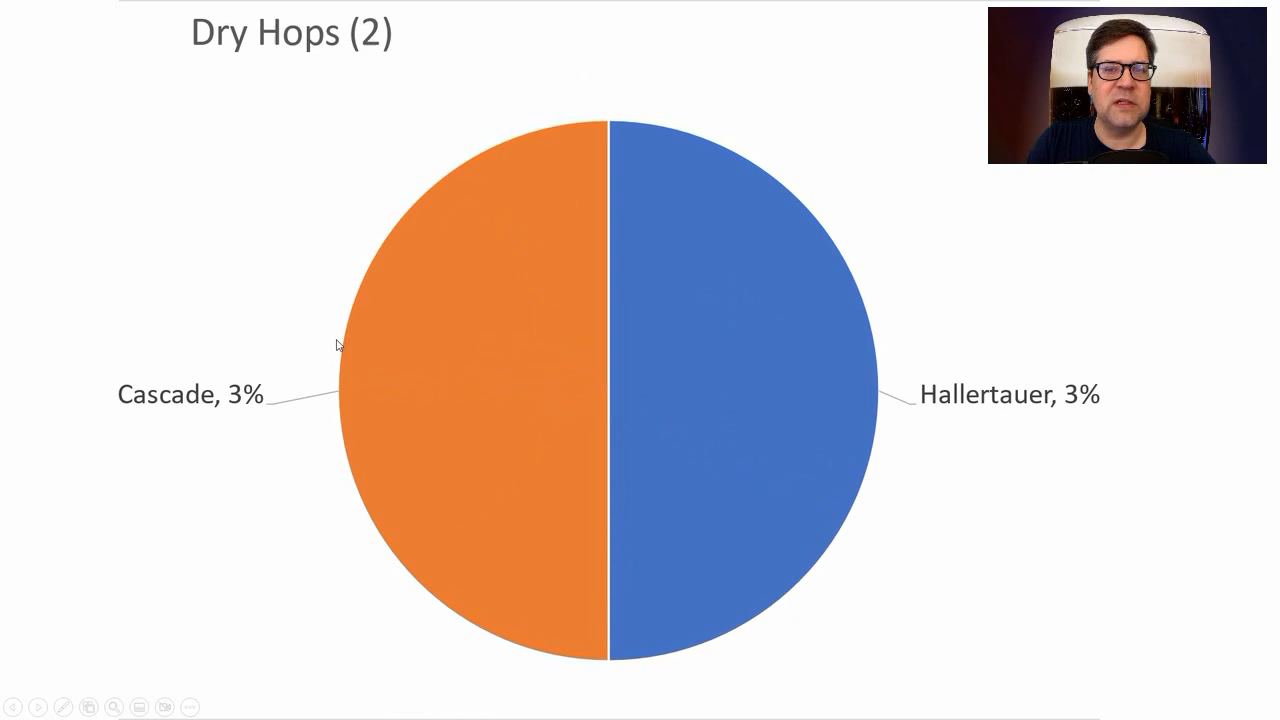 Dry Hops (2)
Cascade, 3%
Hallertauer, 3%